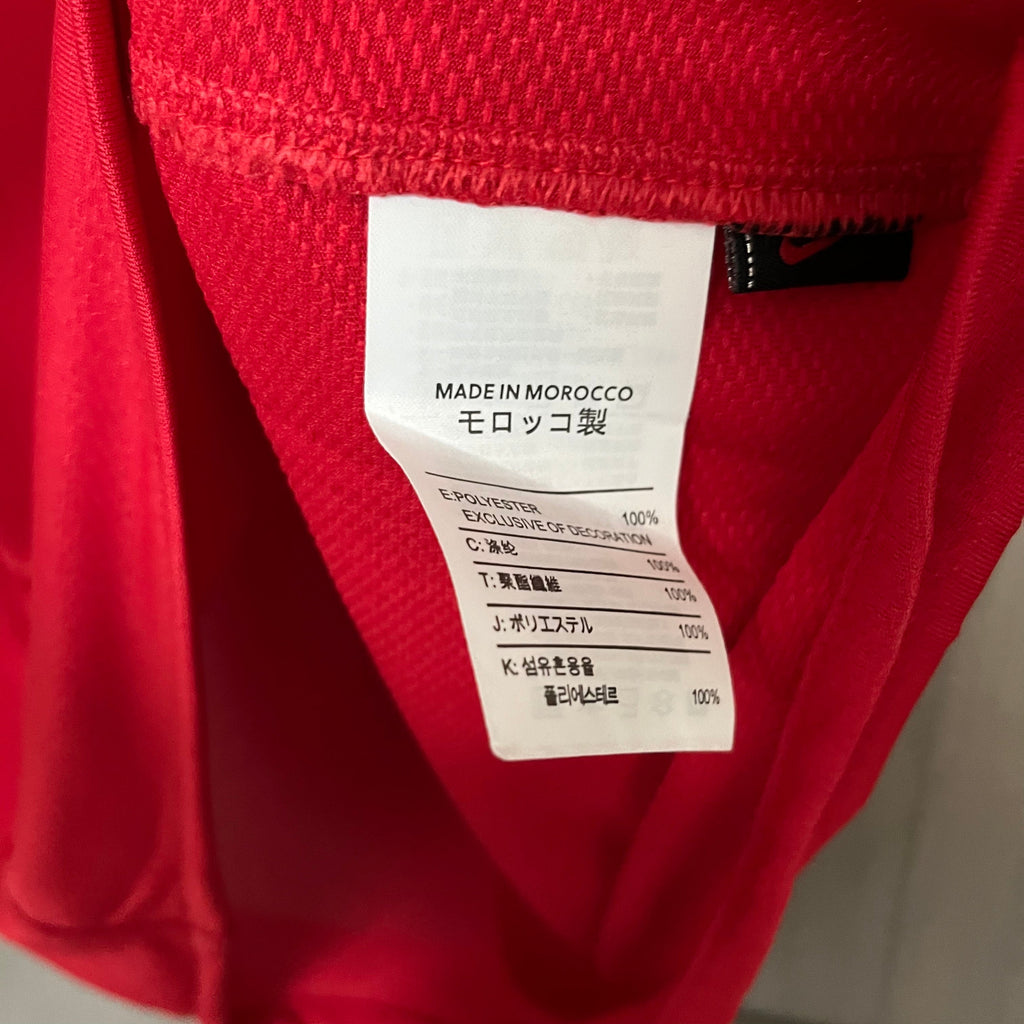 MADE IN MOROCCO
モロッコ製
E:POLYESTER 100%
EXCLUSIVE OF DECORATION
C: 涤纶 100%
T: 聚酯纖維 100%
J: ポリエステル 100%
K: 섬유혼용율
폴리에스테르 100%